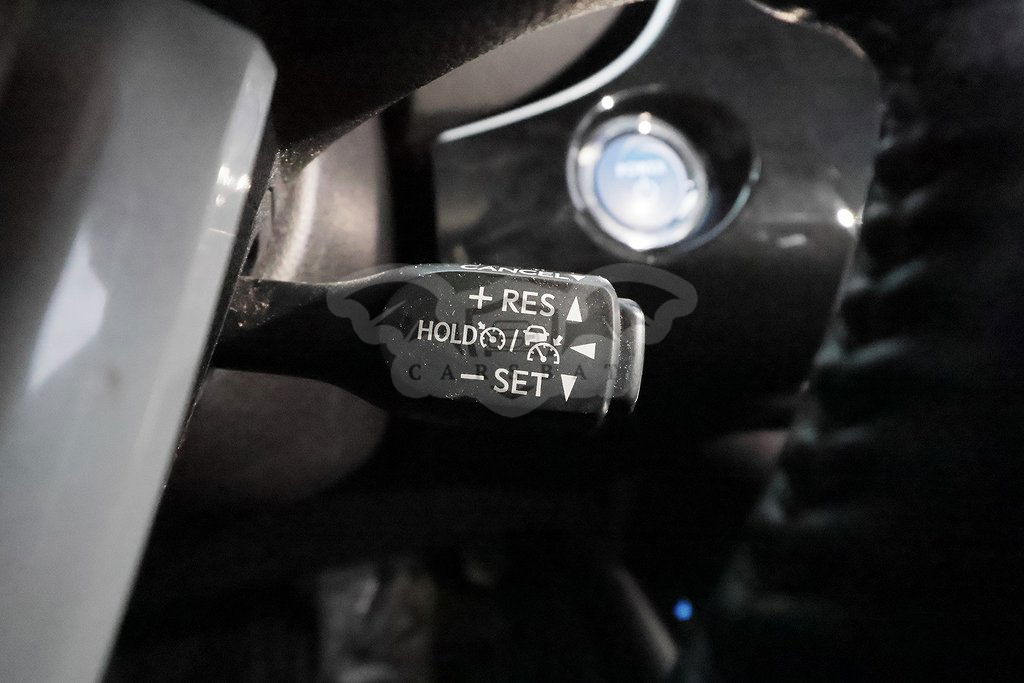 CANCEL
+ RES ▲
HOLD / ◀
− SET ▼